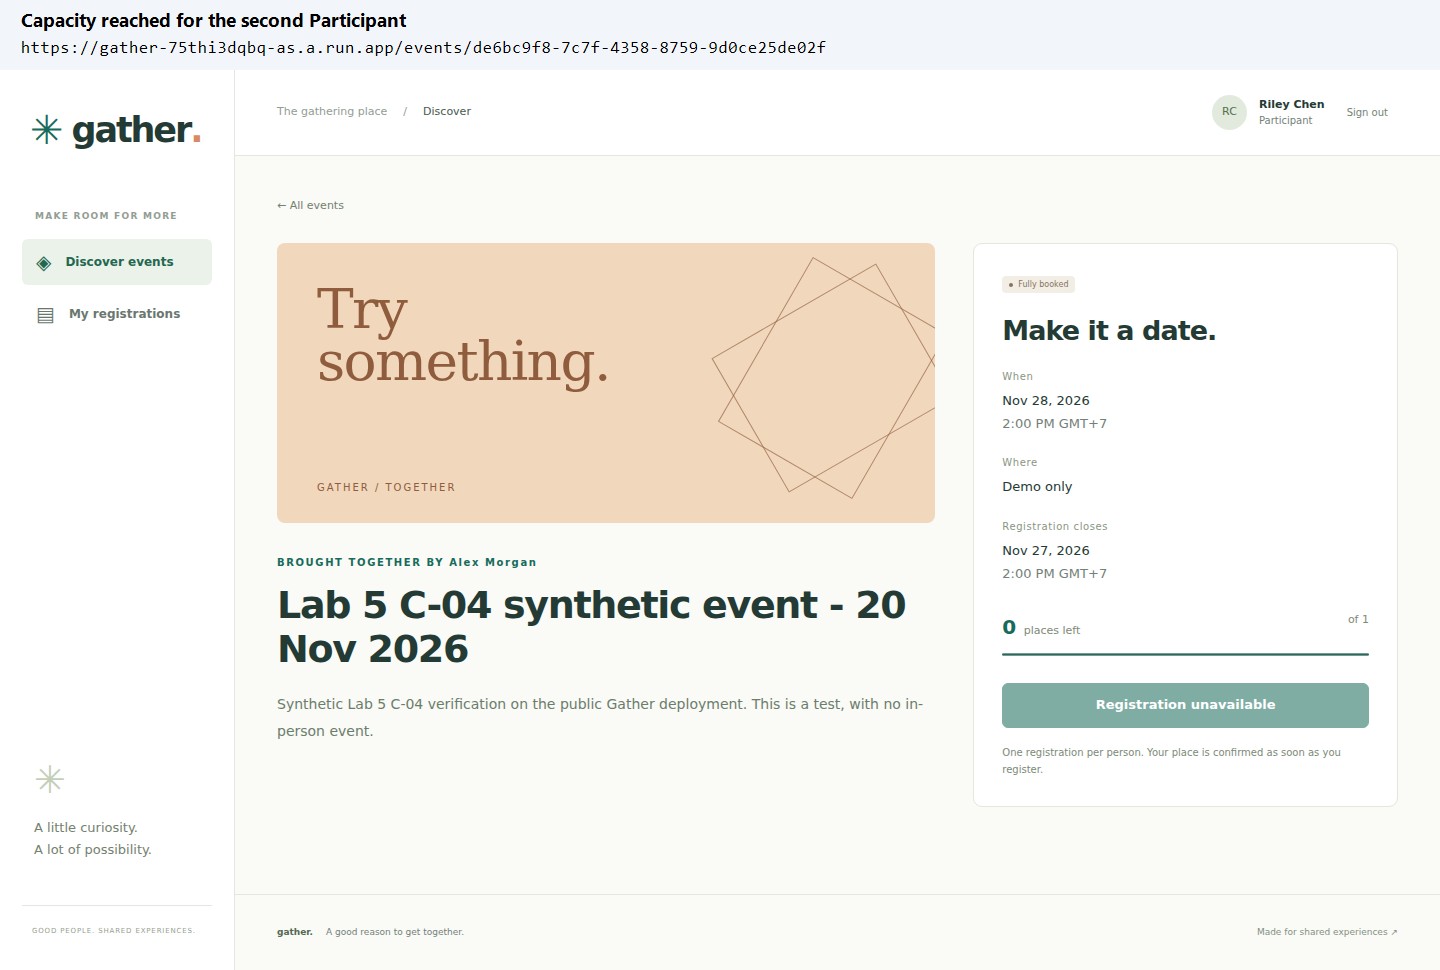 Capacity reached for the second Participant
https://gather-75thi3dqbq-as.a.run.app/events/de6bc9f8-7c7f-4358-8759-9d0ce25de02f
gather.
MAKE ROOM FOR MORE
Discover events
My registrations
A little curiosity.
A lot of possibility.
GOOD PEOPLE. SHARED EXPERIENCES.
The gathering place / Discover
RC
Riley Chen
Participant
Sign out
← All events
Try
something.
GATHER / TOGETHER
BROUGHT TOGETHER BY Alex Morgan
Lab 5 C-04 synthetic event - 20
Nov 2026
Synthetic Lab 5 C-04 verification on the public Gather deployment. This is a test, with no in-
person event.
Fully booked
Make it a date.
When
Nov 28, 2026
2:00 PM GMT+7
Where
Demo only
Registration closes
Nov 27, 2026
2:00 PM GMT+7
0 places left
of 1
Registration unavailable
One registration per person. Your place is confirmed as soon as you
register.
gather. A good reason to get together.
Made for shared experiences ↗